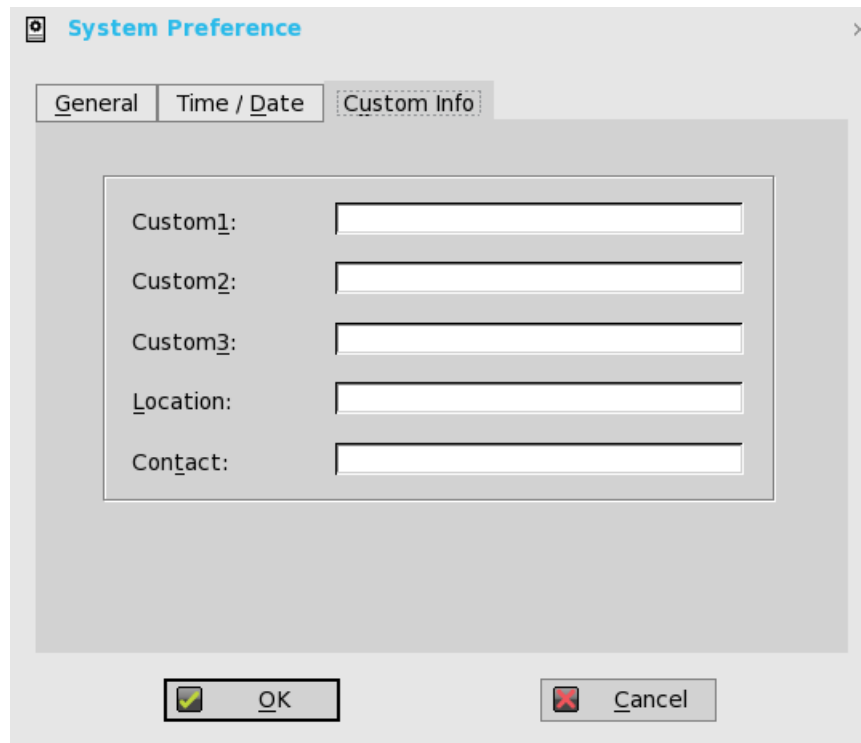 System Preference
General Time / Date Custom Info
Custom1:
Custom2:
Custom3:
Location:
Contact:
OK Cancel